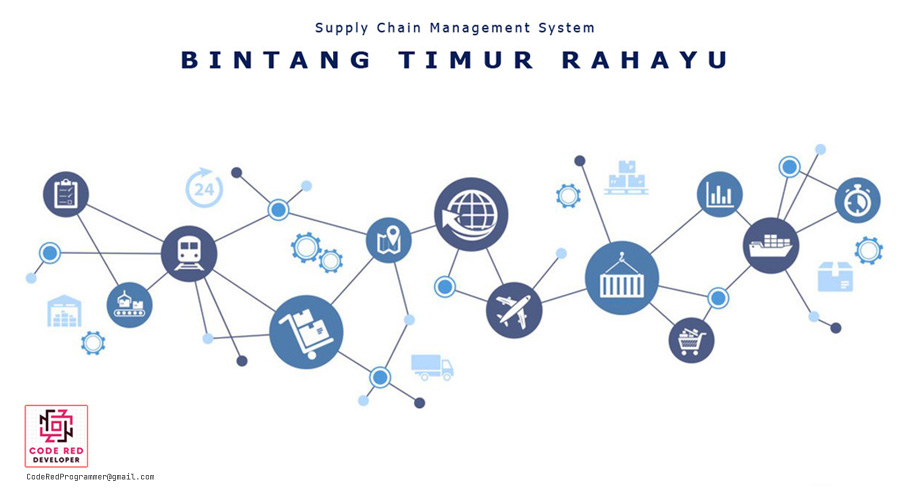 Supply Chain Management System
BINTANG TIMUR RAHAYU
24
CODE RED
DEVELOPER
CodeRedProgrammer@gmail.com